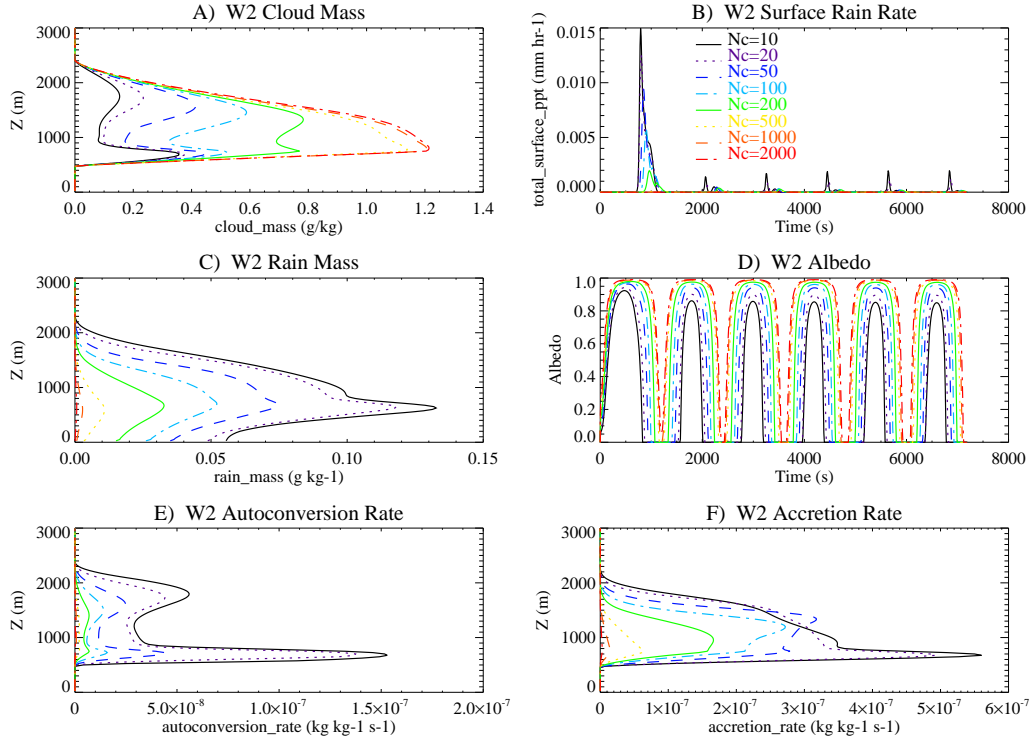 A) W2 Cloud Mass
3000
2000
1000
0
Z (m)
0.0 0.2 0.4 0.6 0.8 1.0 1.2 1.4
cloud_mass (g/kg)
B) W2 Surface Rain Rate
0.015
0.010
0.005
0.000
total_surface_ppt (mm hr-1)
Nc=10
Nc=20
Nc=50
Nc=100
Nc=200
Nc=500
Nc=1000
Nc=2000
0 2000 4000 6000 8000
Time (s)
C) W2 Rain Mass
3000
2000
1000
0
Z (m)
0.00 0.05 0.10 0.15
rain_mass (g kg-1)
D) W2 Albedo
1.0
0.8
0.6
0.4
0.2
0.0
Albedo
0 2000 4000 6000 8000
Time (s)
E) W2 Autoconversion Rate
3000
2000
1000
0
Z (m)
5.0×10-8 1.0×10-7 1.5×10-7 2.0×10-7
autoconversion_rate (kg kg-1 s-1)
F) W2 Accretion Rate
3000
2000
1000
0
Z (m)
1×10-7 2×10-7 3×10-7 4×10-7 5×10-7 6×10-7
accretion_rate (kg kg-1 s-1)